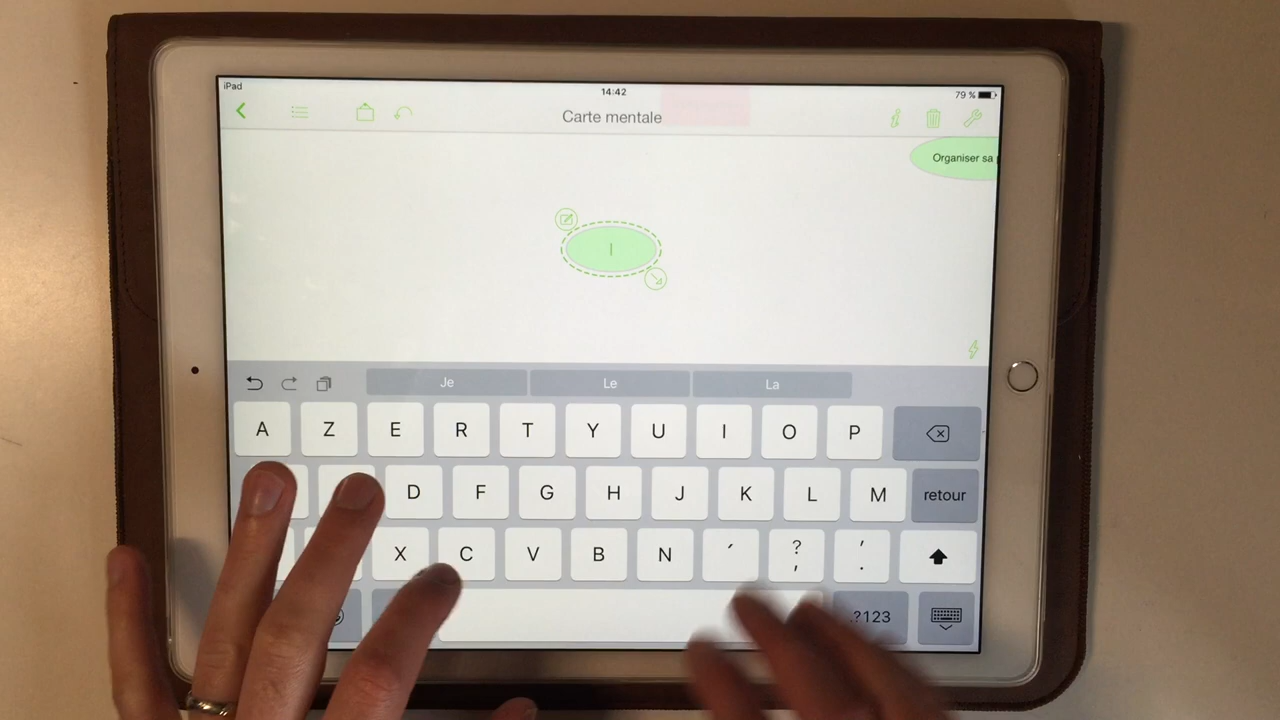 iPad 14:42 79 %
Carte mentale
Organiser sa
Je Le La
A Z E R T Y U I O P
D F G H J K L M retour
X C V B N ´ ? , ' .
.?123